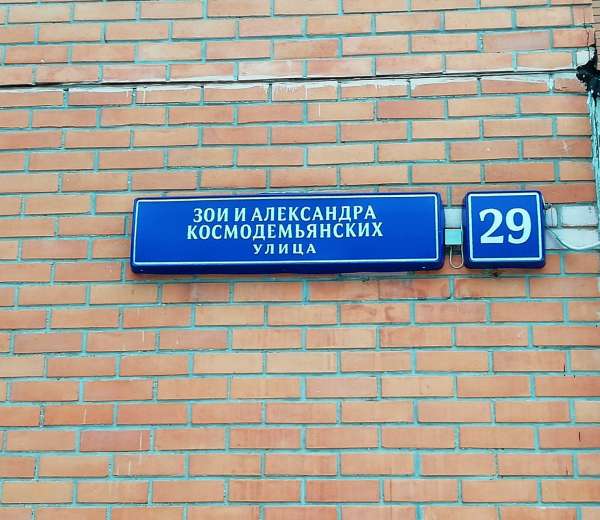 ЗОИ И АЛЕКСАНДРА
КОСМОДЕМЬЯНСКИХ
УЛИЦА
29